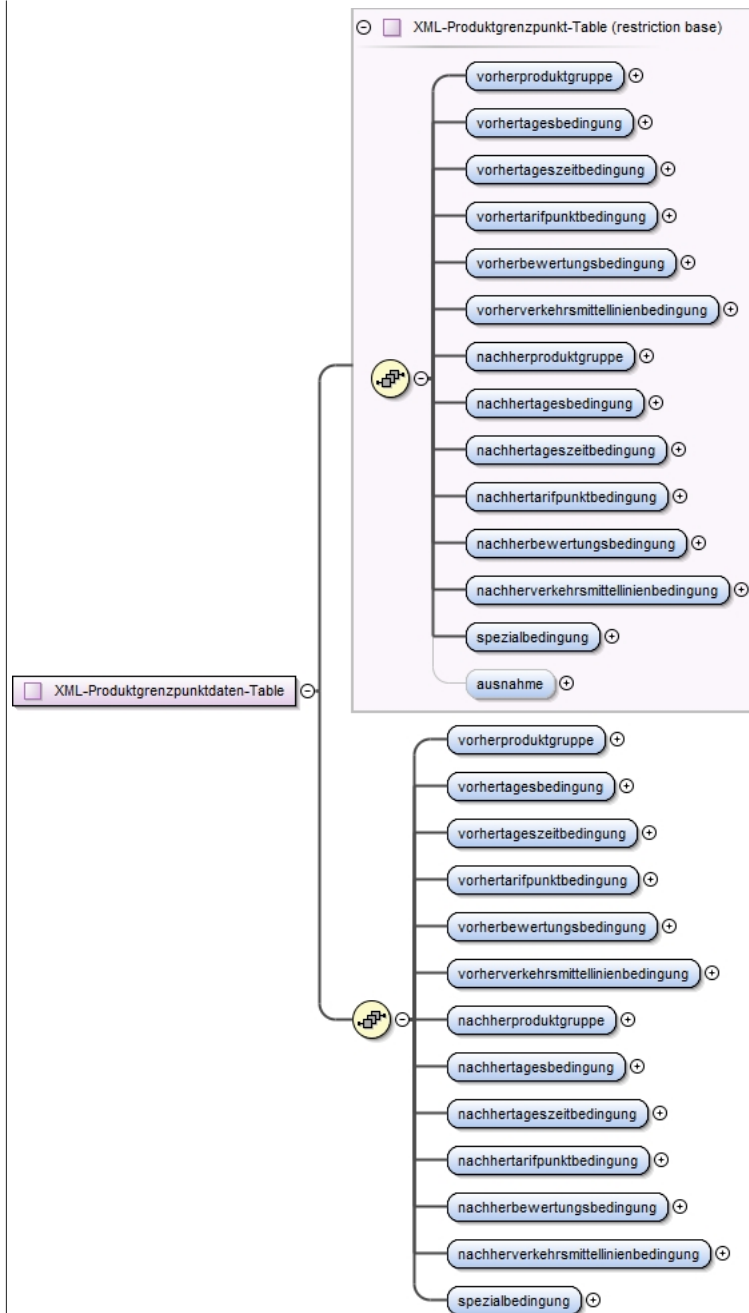 XML-Produktgrenzpunkt-Table (restriction base)
vorherproduktgruppe
vorhertagesbedingung
vorhertageszeitbedingung
vorhertarifpunktbedingung
vorherbewertungsbedingung
vorherverkehrsmittellinienbedingung
nachherproduktgruppe
nachhertagesbedingung
nachhertageszeitbedingung
nachhertarifpunktbedingung
nachherbewertungsbedingung
nachherverkehrsmittellinienbedingung
spezialbedingung
ausnahme
XML-Produktgrenzpunktdaten-Table
vorherproduktgruppe
vorhertagesbedingung
vorhertageszeitbedingung
vorhertarifpunktbedingung
vorherbewertungsbedingung
vorherverkehrsmittellinienbedingung
nachherproduktgruppe
nachhertagesbedingung
nachhertageszeitbedingung
nachhertarifpunktbedingung
nachherbewertungsbedingung
nachherverkehrsmittellinienbedingung
spezialbedingung